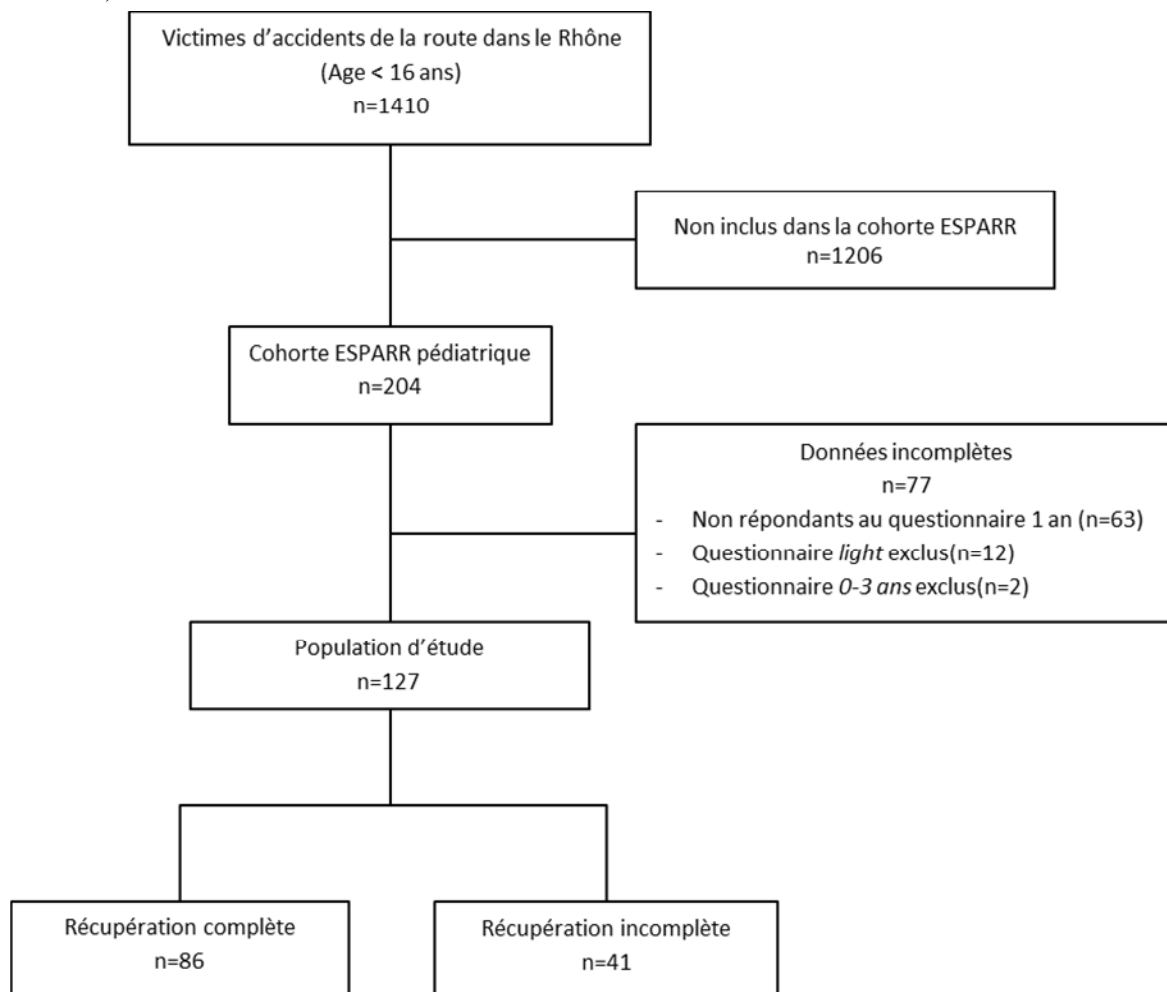 Victimes d'accidents de la route dans le Rhône
(Age < 16 ans)
n=1410
Non inclus dans la cohorte ESPARR
n=1206
Cohorte ESPARR pédiatrique
n=204
Données incomplètes
n=77
- Non répondants au questionnaire 1 an (n=63)
- Questionnaire light exclus(n=12)
- Questionnaire 0-3 ans exclus(n=2)
Population d'étude
n=127
Récupération complète
n=86
Récupération incomplète
n=41